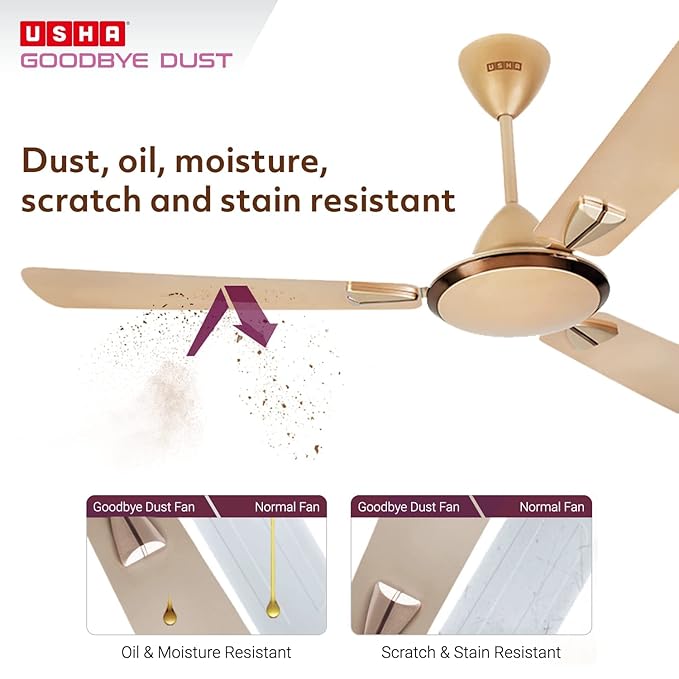 USHA
GOODBYE DUST
USHA
Dust, oil, moisture,
scratch and stain resistant
Goodbye Dust Fan
Normal Fan
Goodbye Dust Fan
Normal Fan
Oil & Moisture Resistant
Scratch & Stain Resistant